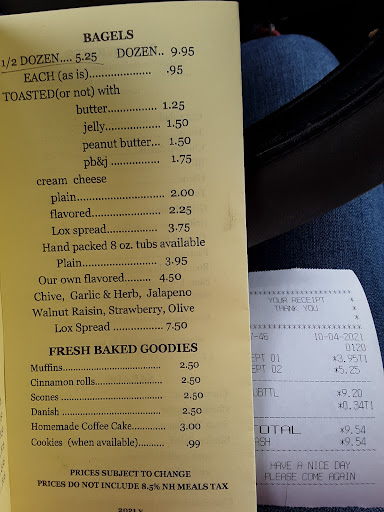 BAGELS
1/2 DOZEN.... 5.25 DOZEN.. 9.95
EACH (as is)..................... .95
TOASTED(or not) with
butter................ 1.25
jelly................. 1.50
peanut butter... 1.50
pb&j ................ 1.75
cream cheese
plain....................... 2.00
flavored.................. 2.25
Lox spread............... 3.75
Hand packed 8 oz. tubs available
Plain.................... 3.95
Our own flavored........ 4.50
Chive, Garlic & Herb, Jalapeno
Walnut Raisin, Strawberry, Olive
Lox Spread ............... 7.50
FRESH BAKED GOODIES
Muffins................................. 2.50
Cinnamon rolls...................... 2.50
Scones ................................ 2.50
Danish ................................ 2.50
Homemade Coffee Cake........... 3.00
Cookies (when available)......... .99
PRICES SUBJECT TO CHANGE
PRICES DO NOT INCLUDE 8.5% NH MEALS TAX
* * * * * * * * * *
YOUR RECEIPT *
THANK YOU *
* * * * * * * * * *
-46 10-04-2021
0120
EPT 01 *3.95T1
EPT 02 *5.25
UBTTL *9.20
*0.34T1
TOTAL *9.54
ASH *9.54
HAVE A NICE DAY
PLEASE COME AGAIN